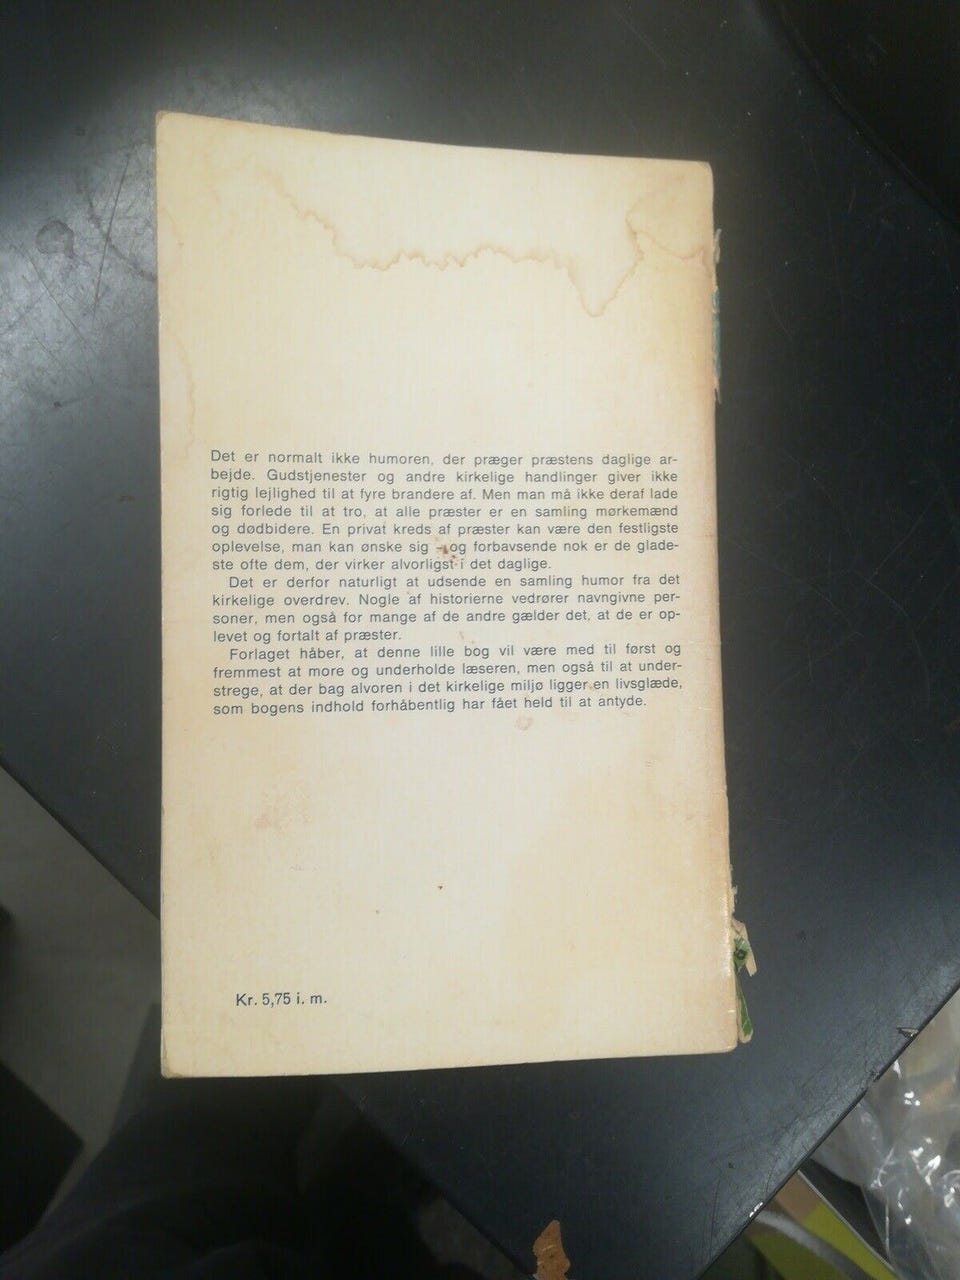 Det er normalt ikke humoren, der præger præstens daglige ar-
bejde. Gudstjenester og andre kirkelige handlinger giver ikke
rigtig lejlighed til at fyre brandere af. Men man må ikke deraf lade
sig forlede til at tro, at alle præster er en samling mørkemænd
og dødbidere. En privat kreds af præster kan være den festligste
oplevelse, man kan ønske sig – og forbavsende nok er de glade-
ste ofte dem, der virker alvorligst i det daglige.
Det er derfor naturligt at udsende en samling humor fra det
kirkelige overdrev. Nogle af historierne vedrører navngivne per-
soner, men også for mange af de andre gælder det, at de er op-
levet og fortalt af præster.
Forlaget håber, at denne lille bog vil være med til først og
fremmest at more og underholde læseren, men også til at under-
strege, at der bag alvoren i det kirkelige miljø ligger en livsglæde,
som bogens indhold forhåbentlig har fået held til at antyde.
Kr. 5,75 i. m.